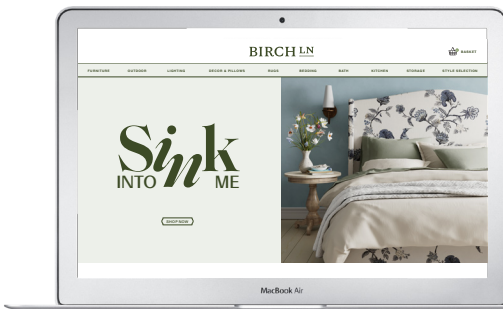 BIRCH LN
BASKET
FURNITURE OUTDOOR LIGHTING DECOR & PILLOWS RUGS BEDDING BATH KITCHEN STORAGE STYLE SELECTION
Sink
INTO ME
SHOP NOW
MacBook Air